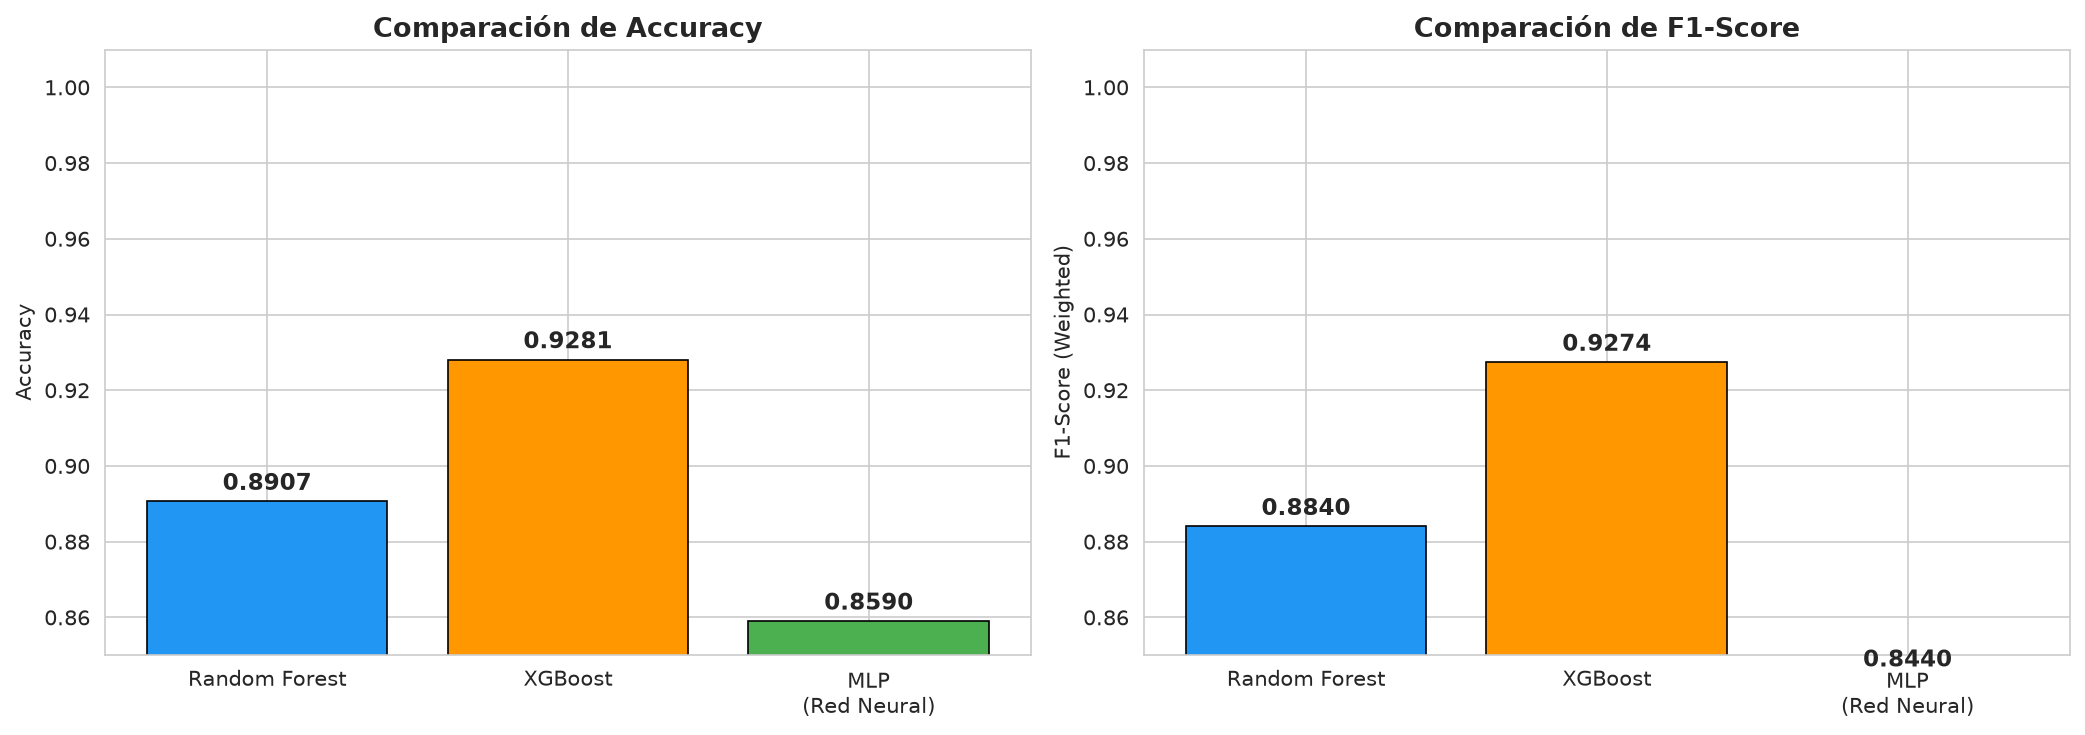 Comparación de Accuracy
Accuracy
1.00
0.98
0.96
0.94
0.92
0.90
0.88
0.86
0.8907
0.9281
0.8590
Random Forest
XGBoost
MLP
(Red Neural)
Comparación de F1-Score
F1-Score (Weighted)
1.00
0.98
0.96
0.94
0.92
0.90
0.88
0.86
0.8840
0.9274
0.8440
Random Forest
XGBoost
MLP
(Red Neural)